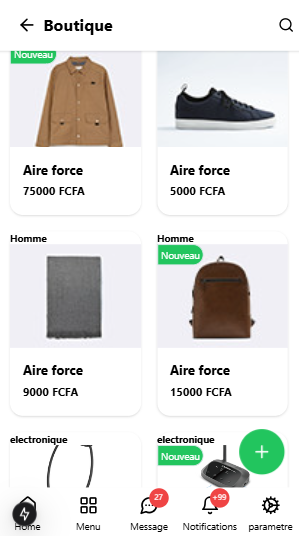 Boutique
Nouveau
Aire force
75000 FCFA
Aire force
5000 FCFA
Homme
Aire force
9000 FCFA
Homme
Nouveau
Aire force
15000 FCFA
electronique
electronique
Nouveau
Home
Menu
27
Message
+99
Notifications
parametre